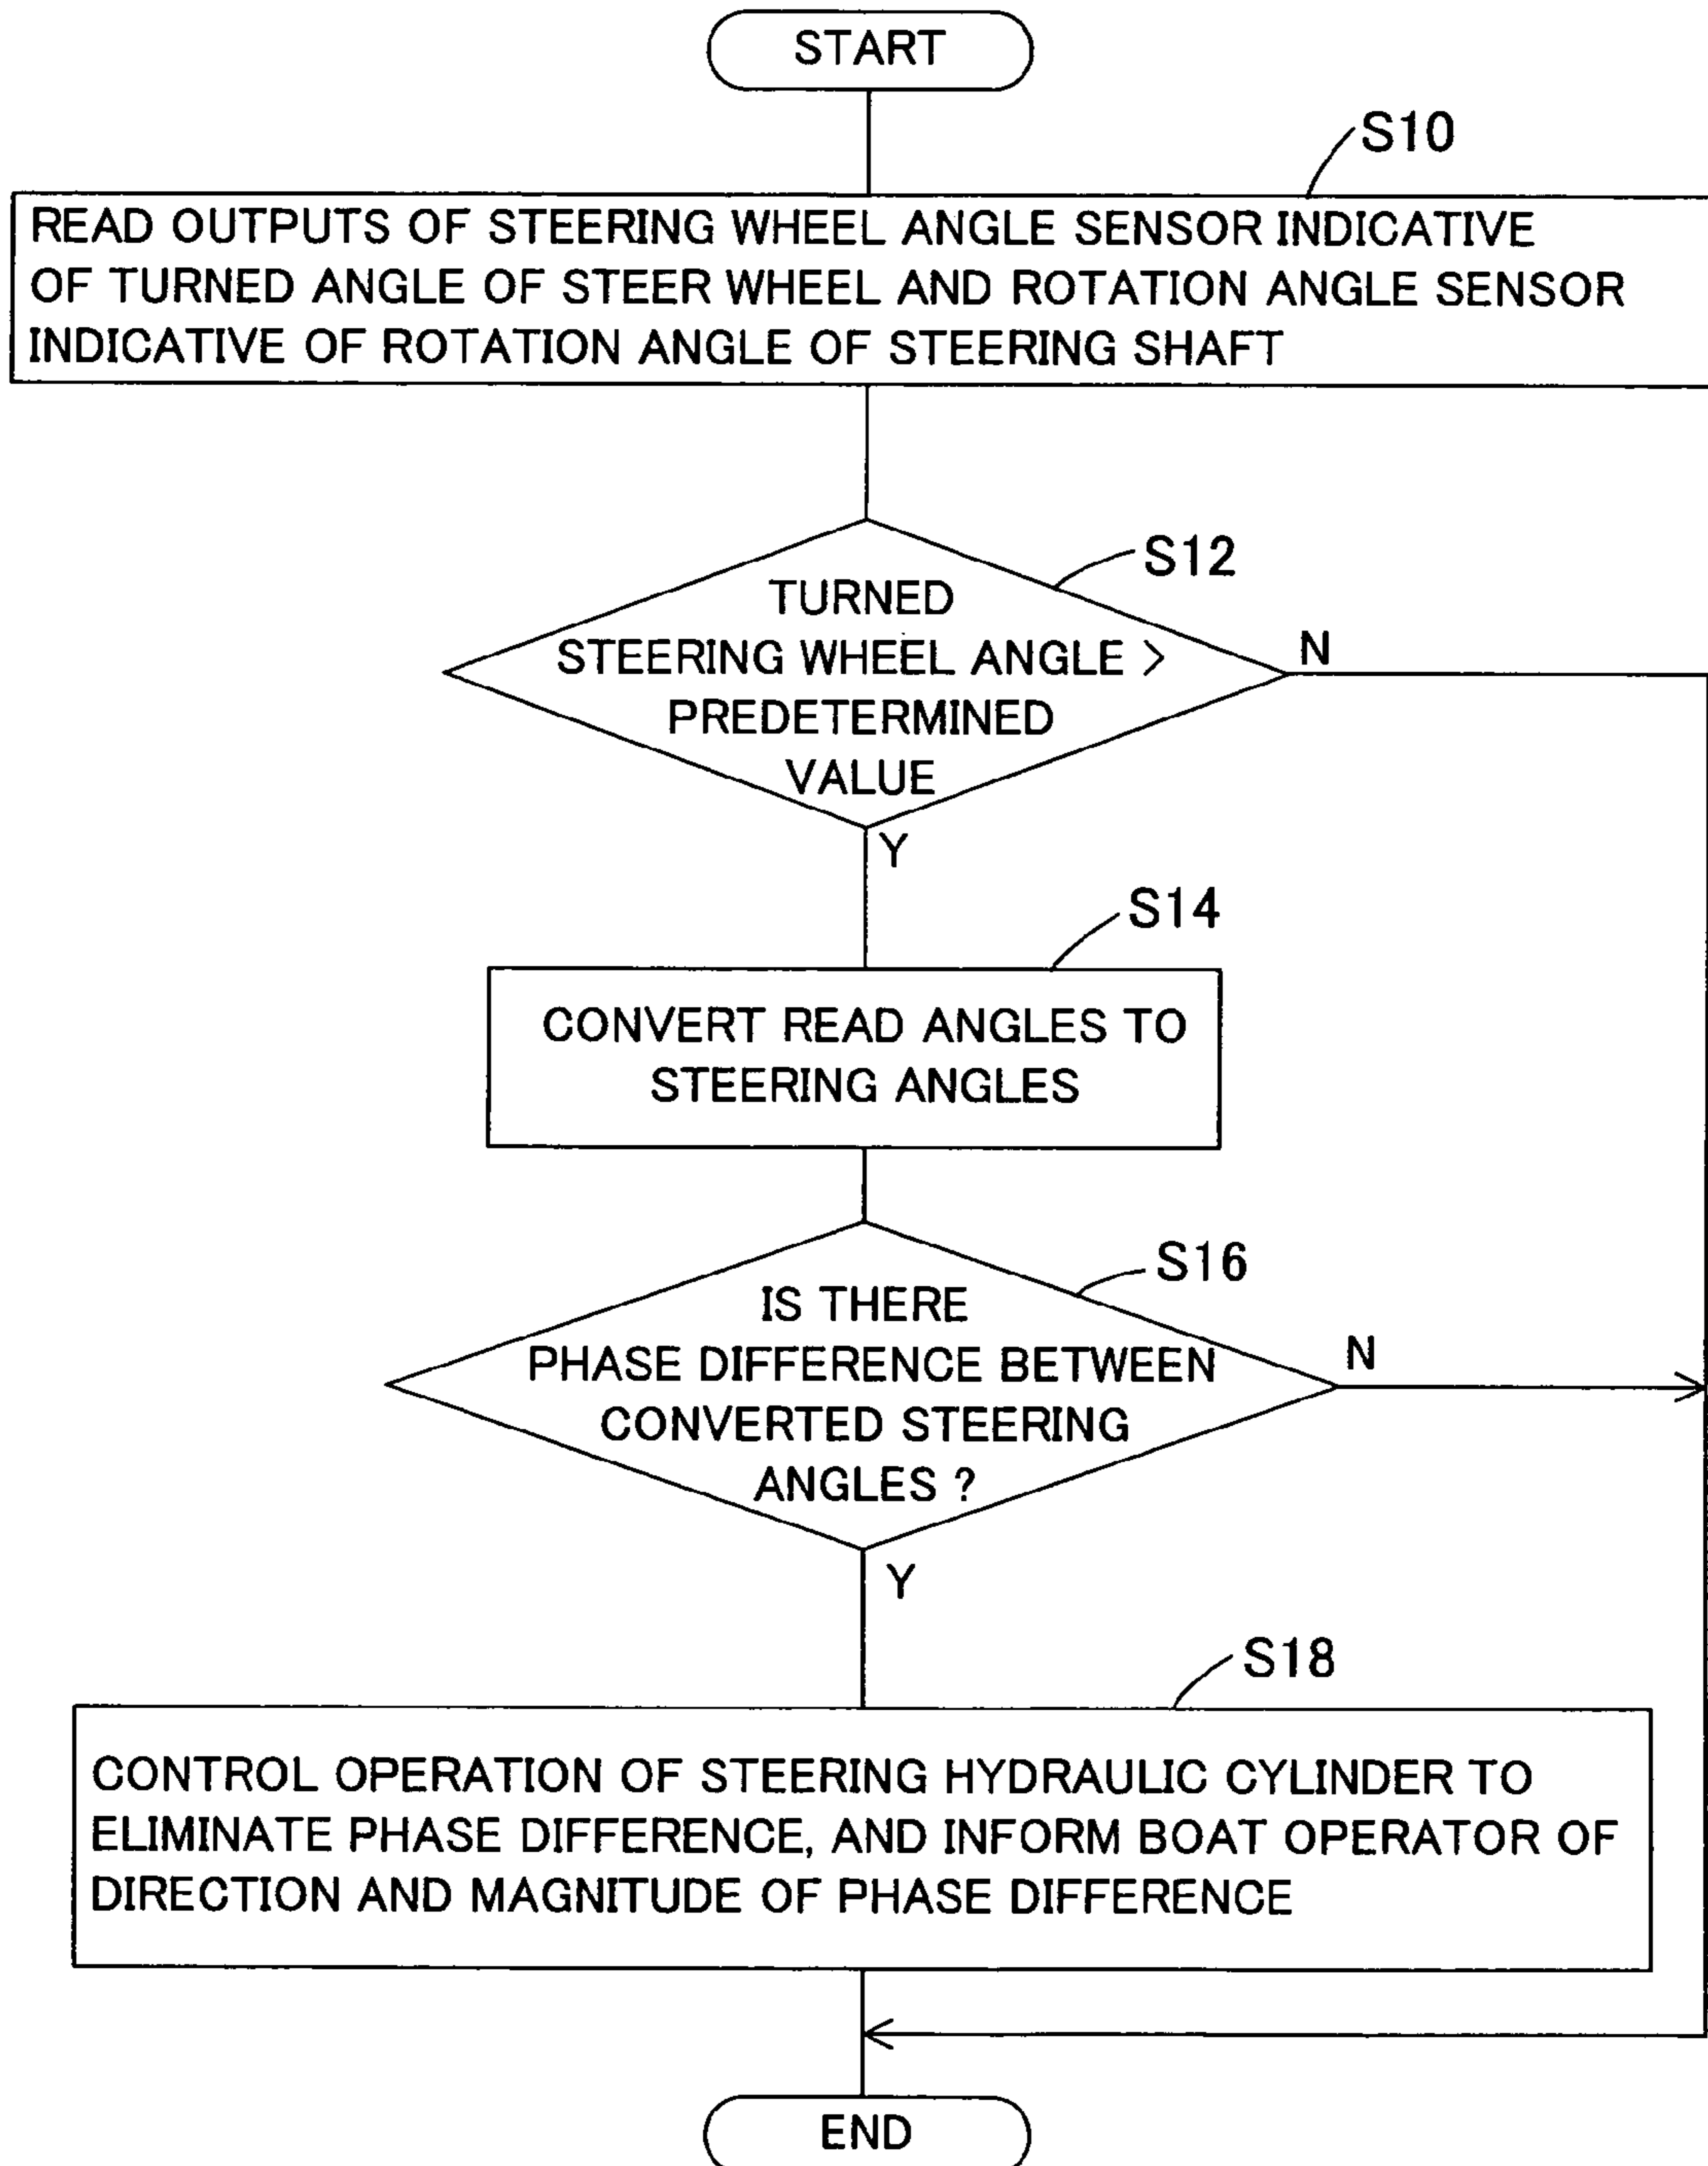 START
S10
READ OUTPUTS OF STEERING WHEEL ANGLE SENSOR INDICATIVE
OF TURNED ANGLE OF STEER WHEEL AND ROTATION ANGLE SENSOR
INDICATIVE OF ROTATION ANGLE OF STEERING SHAFT
S12
TURNED
STEERING WHEEL ANGLE >
PREDETERMINED
VALUE
N
Y
S14
CONVERT READ ANGLES TO
STEERING ANGLES
S16
IS THERE
PHASE DIFFERENCE BETWEEN
CONVERTED STEERING
ANGLES ?
N
Y
S18
CONTROL OPERATION OF STEERING HYDRAULIC CYLINDER TO
ELIMINATE PHASE DIFFERENCE, AND INFORM BOAT OPERATOR OF
DIRECTION AND MAGNITUDE OF PHASE DIFFERENCE
END